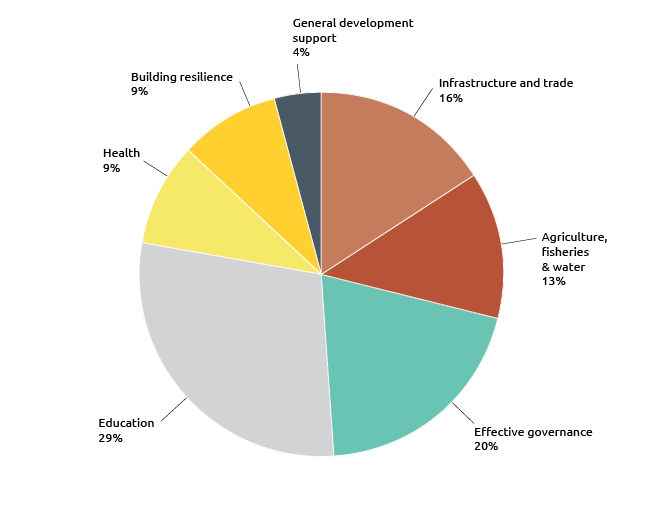 General development
support
4%
Building resilience
9%
Infrastructure and trade
16%
Health
9%
Agriculture,
fisheries
& water
13%
Education
29%
Effective governance
20%